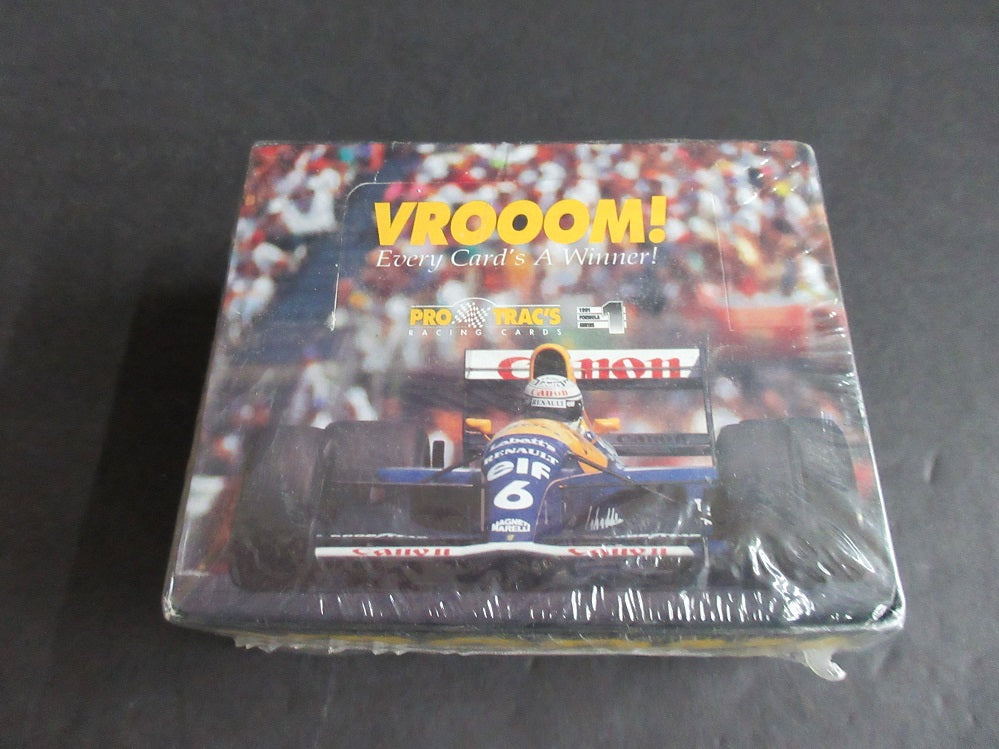 VROOOM!
Every Card's A Winner!
PRO TRAC'S
RACING CARDS
1991
FORMULA
SERIES
1
Canon
Canon
RENAULT
Canon
Labatt's
RENAULT
elf
6
MAGNETI
MARELLI
Canon
Canon